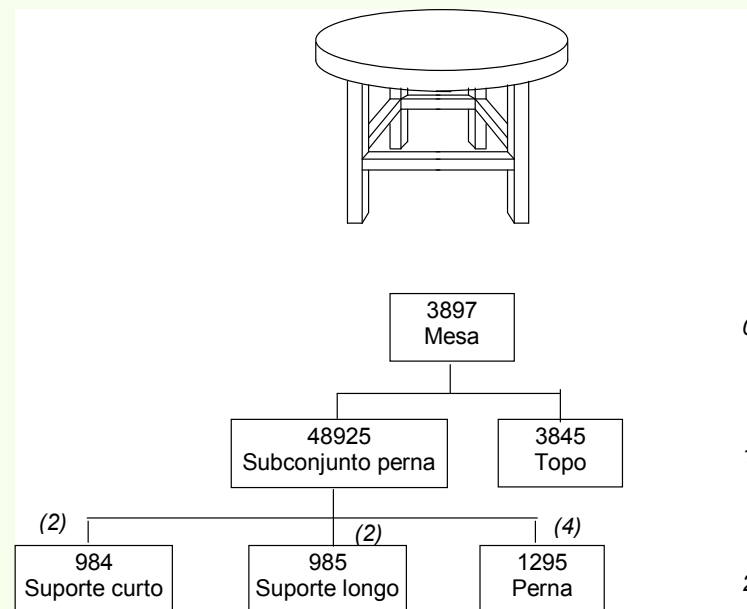 3897
Mesa
48925
Subconjunto perna
3845
Topo
(2)
(2)
(4)
984
Suporte curto
985
Suporte longo
1295
Perna